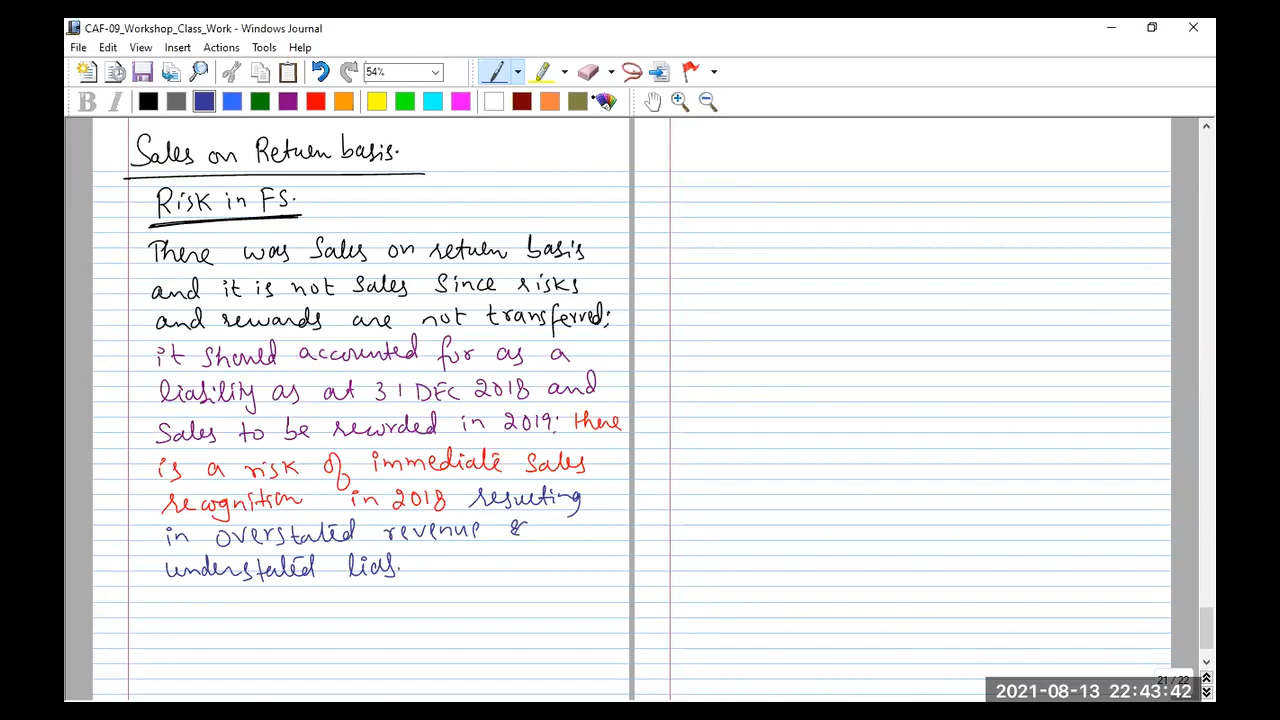 CAF-09_Workshop_Class_Work - Windows Journal
File Edit View Insert Actions Tools Help
54%
B I
Sales on Return basis.
Risk in FS.
There was Sales on return basis
and it is not Sales Since risks
and rewards are not transferred;
it should accounted for as a
liability as at 31 DEC 2018 and
Sales to be recorded in 2019; there
is a risk of immediate sales
recognition in 2018 resulting
in overstated revenue &
understated liab.
21 / 22
2021-08-13 22:43:42